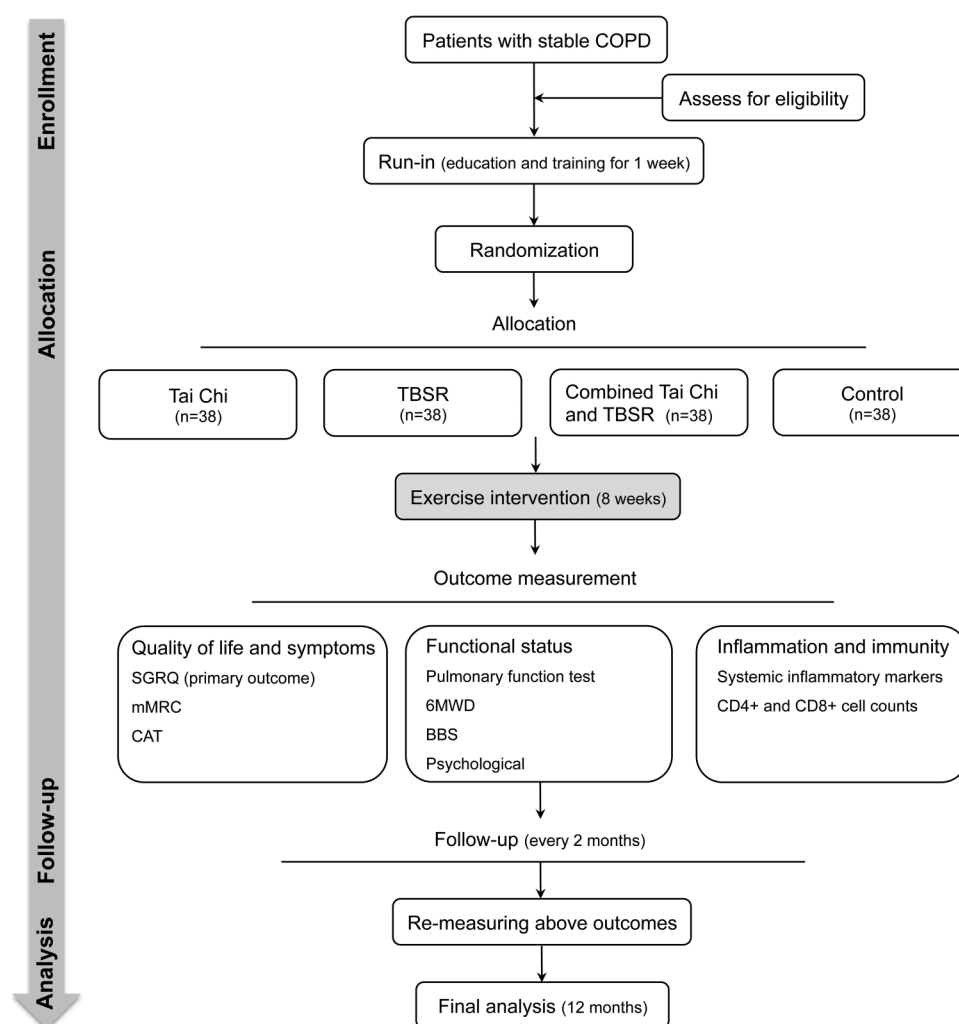 Enrollment
Patients with stable COPD
Assess for eligibility
Run-in (education and training for 1 week)
Randomization
Allocation
Allocation
Tai Chi
(n=38)
TBSR
(n=38)
Combined Tai Chi
and TBSR (n=38)
Control
(n=38)
Exercise intervention (8 weeks)
Outcome measurement
Quality of life and symptoms
SGRQ (primary outcome)
mMRC
CAT
Functional status
Pulmonary function test
6MWD
BBS
Psychological
Inflammation and immunity
Systemic inflammatory markers
CD4+ and CD8+ cell counts
Follow-up
Follow-up (every 2 months)
Analysis
Re-measuring above outcomes
Final analysis (12 months)